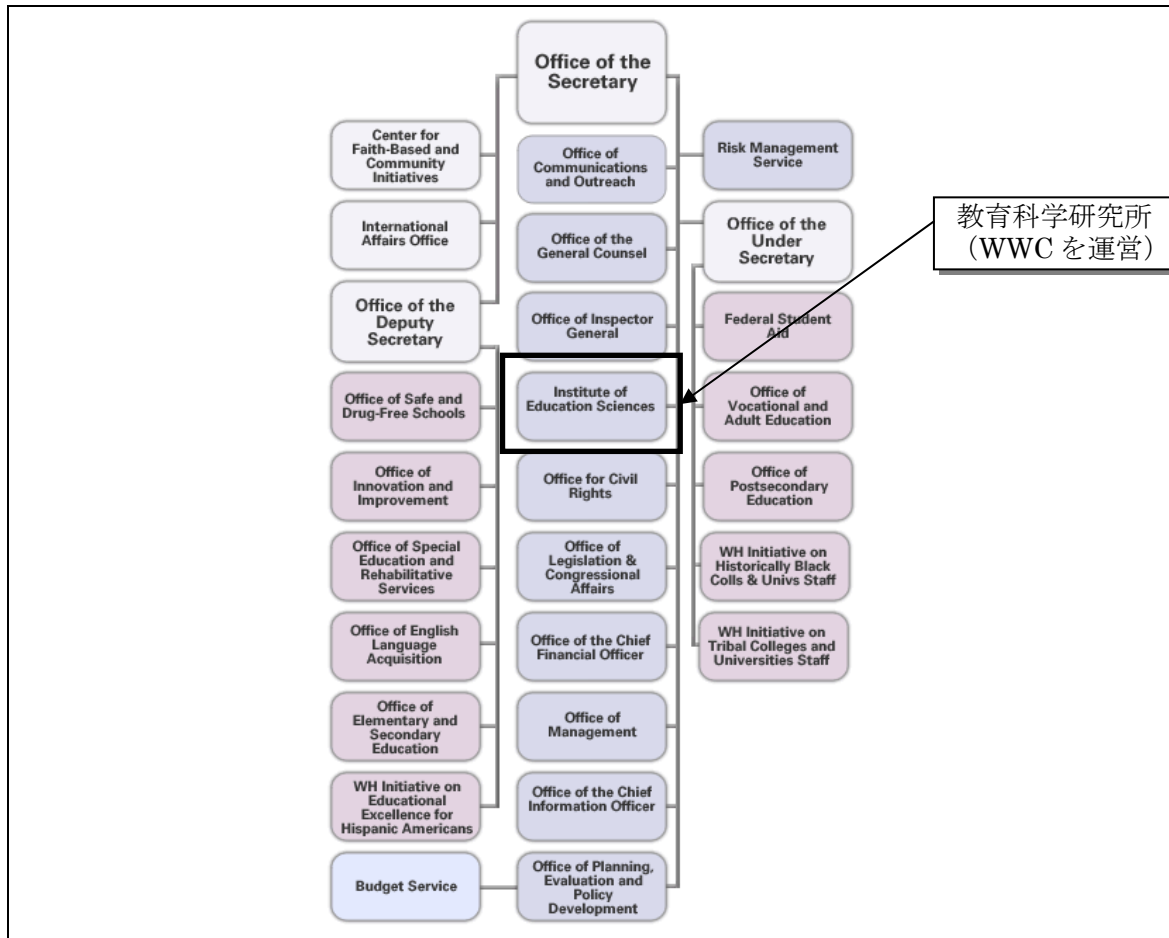 Office of the
Secretary
Center for
Faith-Based and
Community
Initiatives
International
Affairs Office
Office of the
Deputy
Secretary
Office of Safe and
Drug-Free Schools
Office of
Innovation and
Improvement
Office of Special
Education and
Rehabilitative
Services
Office of English
Language
Acquisition
Office of
Elementary and
Secondary
Education
WH Initiative on
Educational
Excellence for
Hispanic Americans
Budget Service
Office of
Communications
and Outreach
Office of the
General Counsel
Office of Inspector
General
Institute of
Education Sciences
Office for Civil
Rights
Office of
Legislation &
Congressional
Affairs
Office of the Chief
Financial Officer
Office of
Management
Office of the Chief
Information Officer
Office of Planning,
Evaluation and
Policy
Development
Risk Management
Service
Office of the
Under
Secretary
Federal Student
Aid
Office of
Vocational and
Adult Education
Office of
Postsecondary
Education
WH Initiative on
Historically Black
Colls & Univs Staff
WH Initiative on
Tribal Colleges and
Universities Staff
教育科学研究所
（WWC を運営）